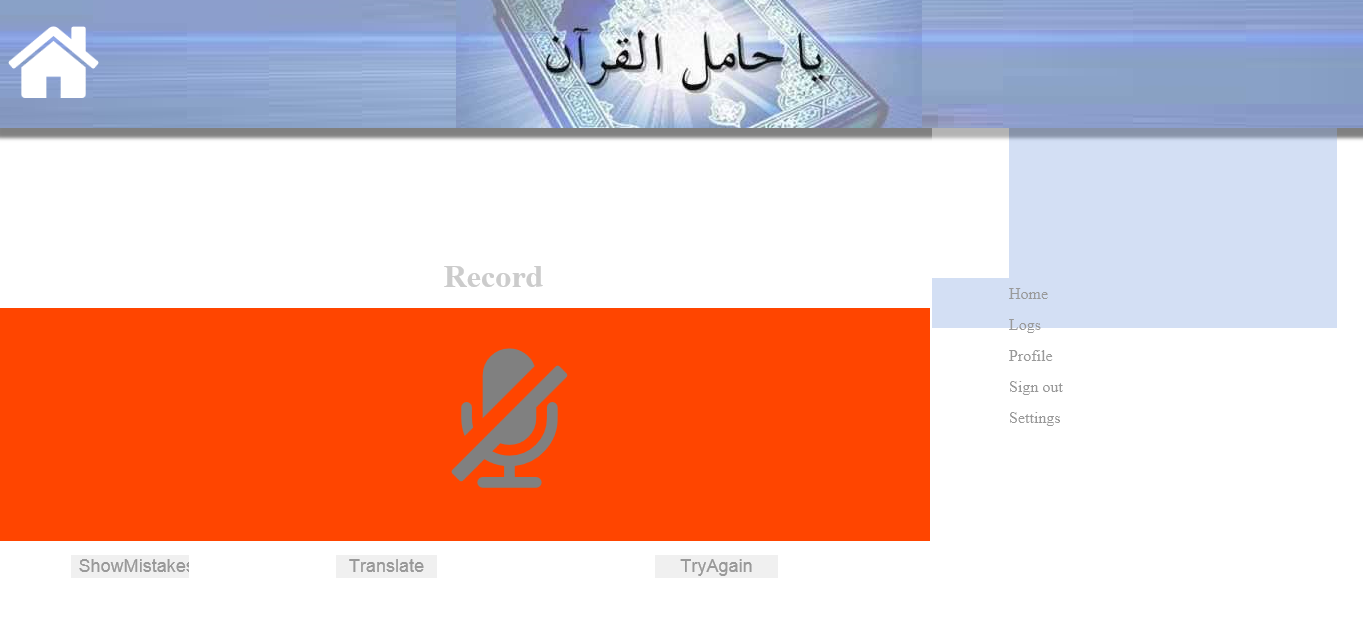 يا حامل القرآن
Record
Home
Logs
Profile
Sign out
Settings
ShowMistakes
Translate
TryAgain